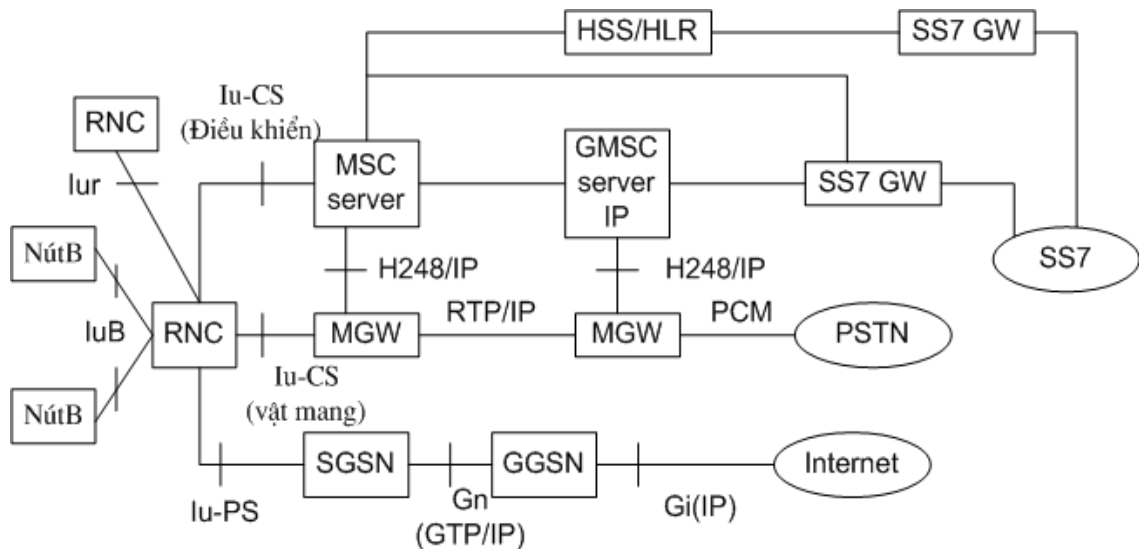 HSS/HLR
SS7 GW
Iu-CS
(Điều khiển)
RNC
MSC
server
GMSC
server
IP
SS7 GW
Iur
NútB
H248/IP
H248/IP
SS7
IuB
RNC
MGW
RTP/IP
MGW
PCM
PSTN
Iu-CS
(vật mang)
NútB
SGSN
GGSN
Internet
Iu-PS
Gn
(GTP/IP)
Gi(IP)